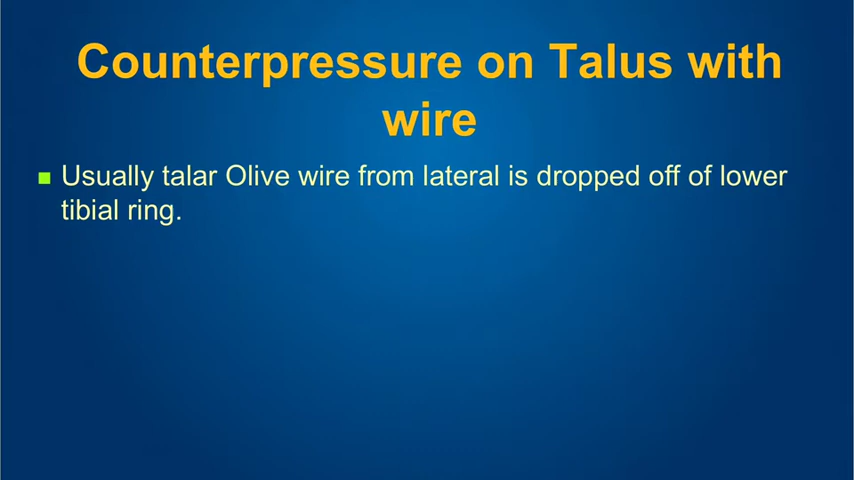 Counterpressure on Talus with
wire
Usually talar Olive wire from lateral is dropped off of lower
tibial ring.